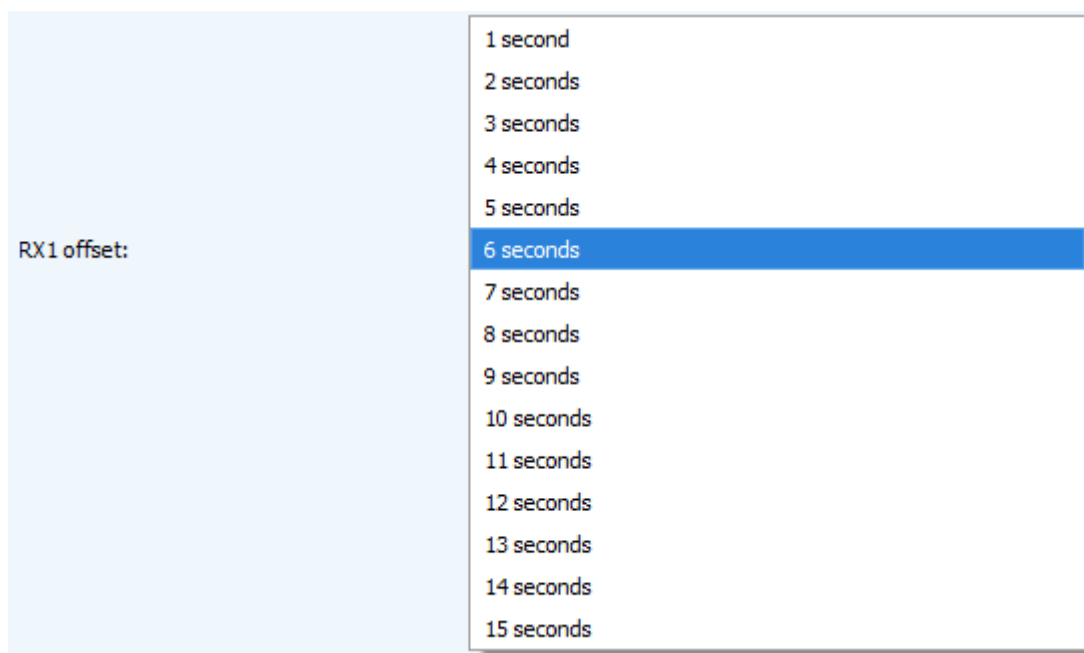 1 second
2 seconds
3 seconds
4 seconds
5 seconds
RX1 offset:
6 seconds
7 seconds
8 seconds
9 seconds
10 seconds
11 seconds
12 seconds
13 seconds
14 seconds
15 seconds